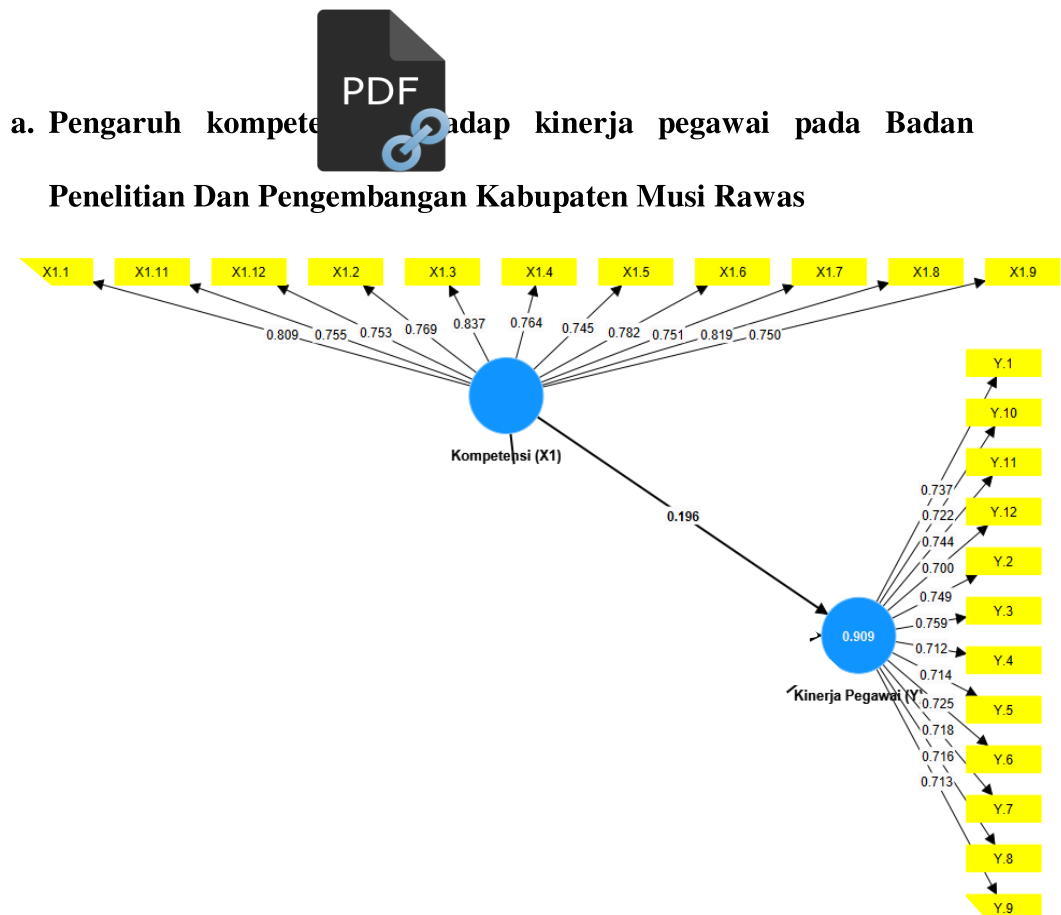 PDF
a. Pengaruh kompete adap kinerja pegawai pada Badan
Penelitian Dan Pengembangan Kabupaten Musi Rawas
X1.1 X1.11 X1.12 X1.2 X1.3 X1.4 X1.5 X1.6 X1.7 X1.8 X1.9
0.809 0.755 0.753 0.769 0.837 0.764 0.745 0.782 0.751 0.819 0.750
Kompetensi (X1)
0.196
0.909
Kinerja Pegawai (Y
Y.1
Y.10
Y.11
Y.12
Y.2
Y.3
Y.4
Y.5
Y.6
Y.7
Y.8
Y.9
0.737
0.722
0.744
0.700
0.749
0.759
0.712
0.714
0.725
0.718
0.716
0.713